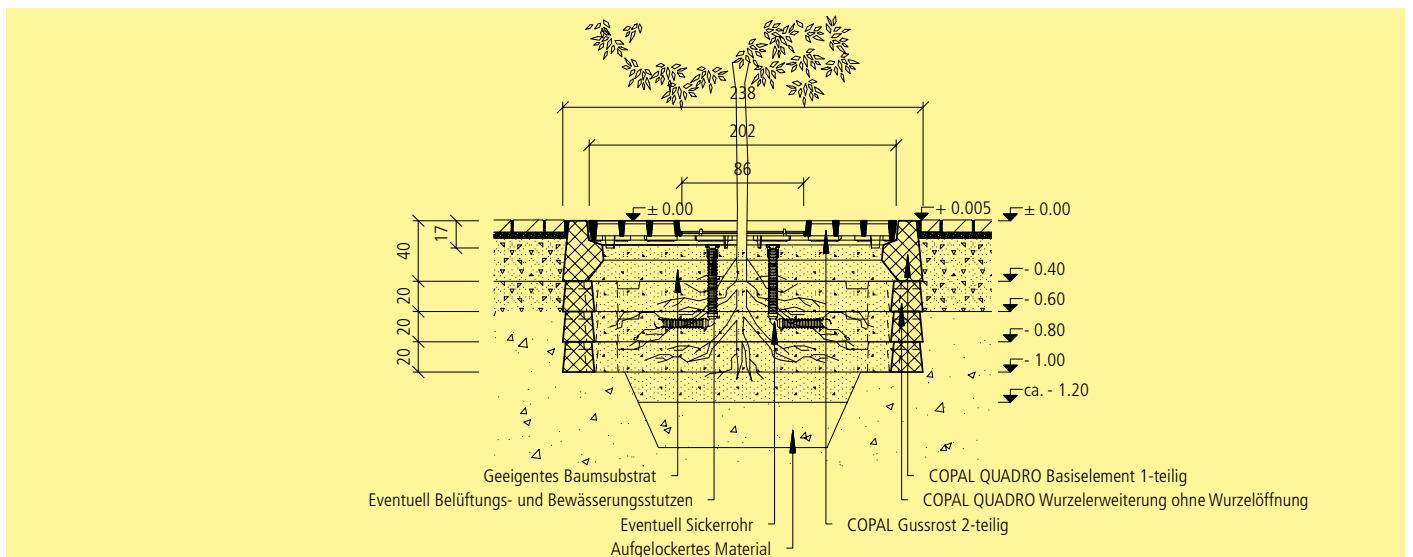 238
202
86
± 0.00
+ 0.005
± 0.00
17
40
- 0.40
20
- 0.60
20
- 0.80
20
- 1.00
ca. - 1.20
Geeigentes Baumsubstrat
COPAL QUADRO Basiselement 1-teilig
Eventuell Belüftungs- und Bewässerungsstutzen
COPAL QUADRO Wurzelerweiterung ohne Wurzelöffnung
Eventuell Sickerrohr
COPAL Gussrost 2-teilig
Aufgelockertes Material